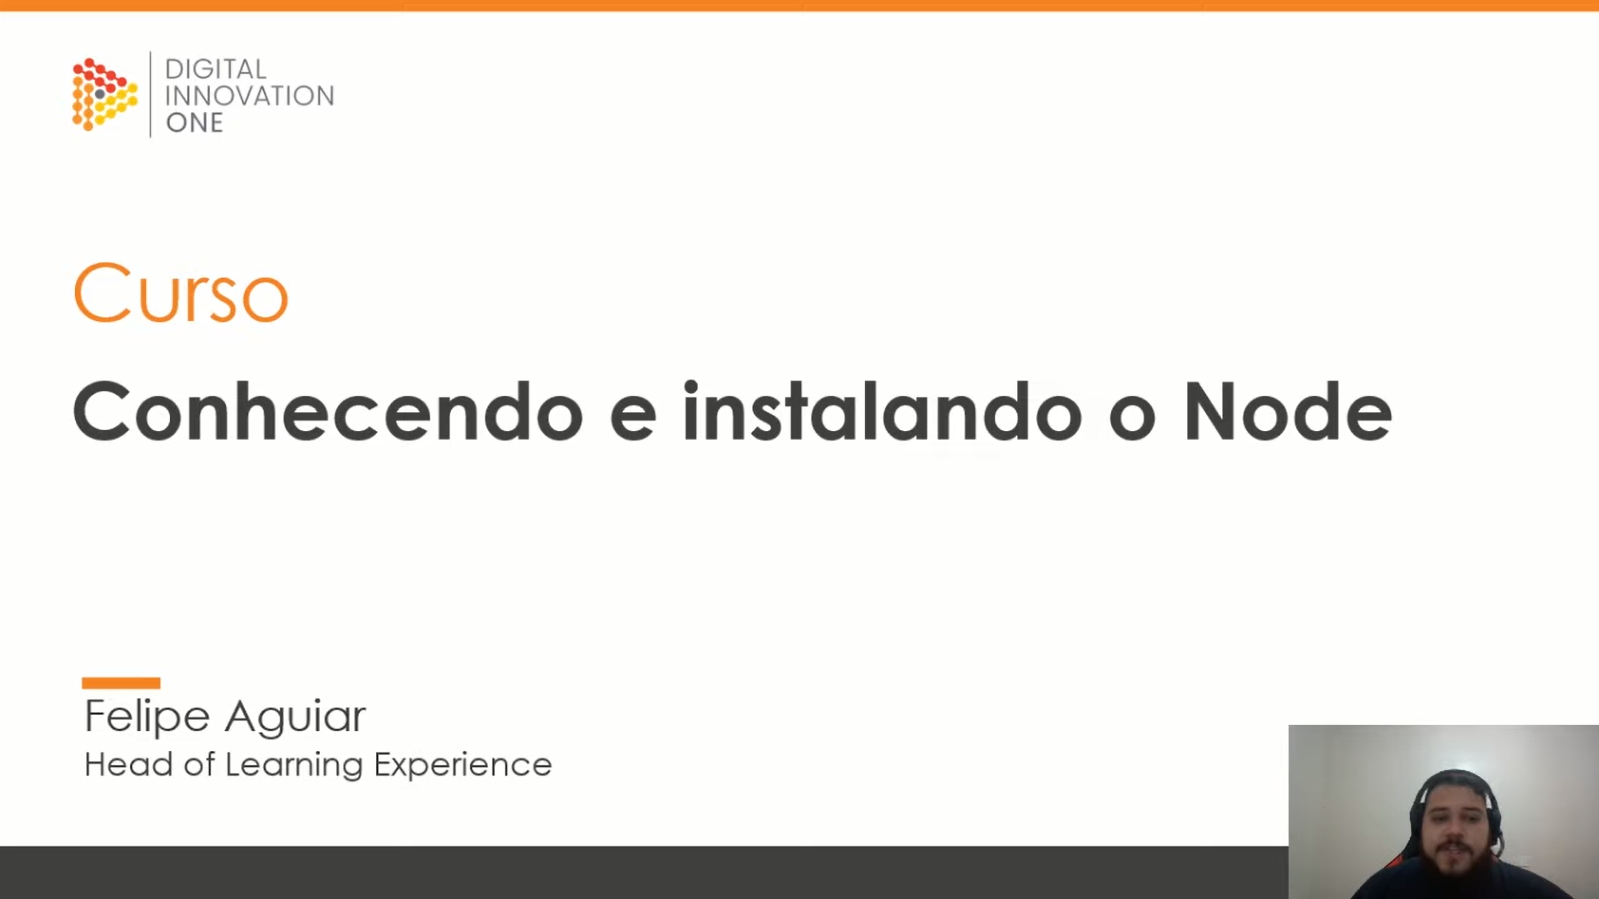 DIGITAL
INNOVATION
ONE
Curso
Conhecendo e instalando o Node
Felipe Aguiar
Head of Learning Experience